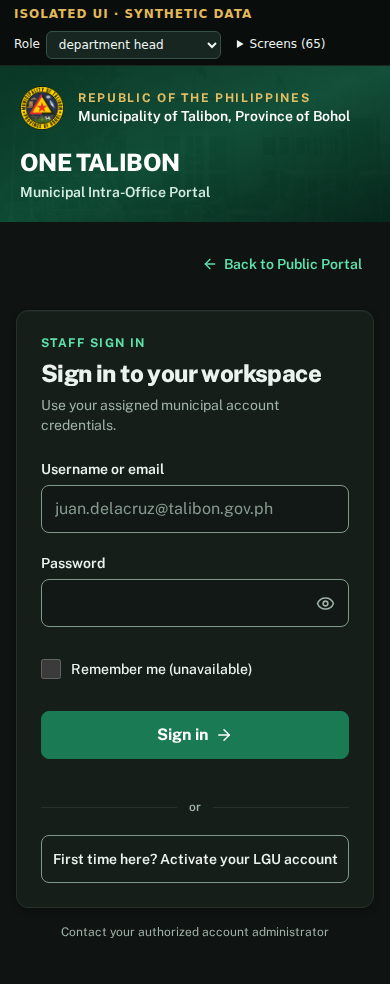 ISOLATED UI · SYNTHETIC DATA
Role department head Screens (65)
REPUBLIC OF THE PHILIPPINES
Municipality of Talibon, Province of Bohol
ONE TALIBON
Municipal Intra-Office Portal
← Back to Public Portal
STAFF SIGN IN
Sign in to your workspace
Use your assigned municipal account
credentials.
Username or email
juan.delacruz@talibon.gov.ph
Password
Remember me (unavailable)
Sign in →
or
First time here? Activate your LGU account
Contact your authorized account administrator